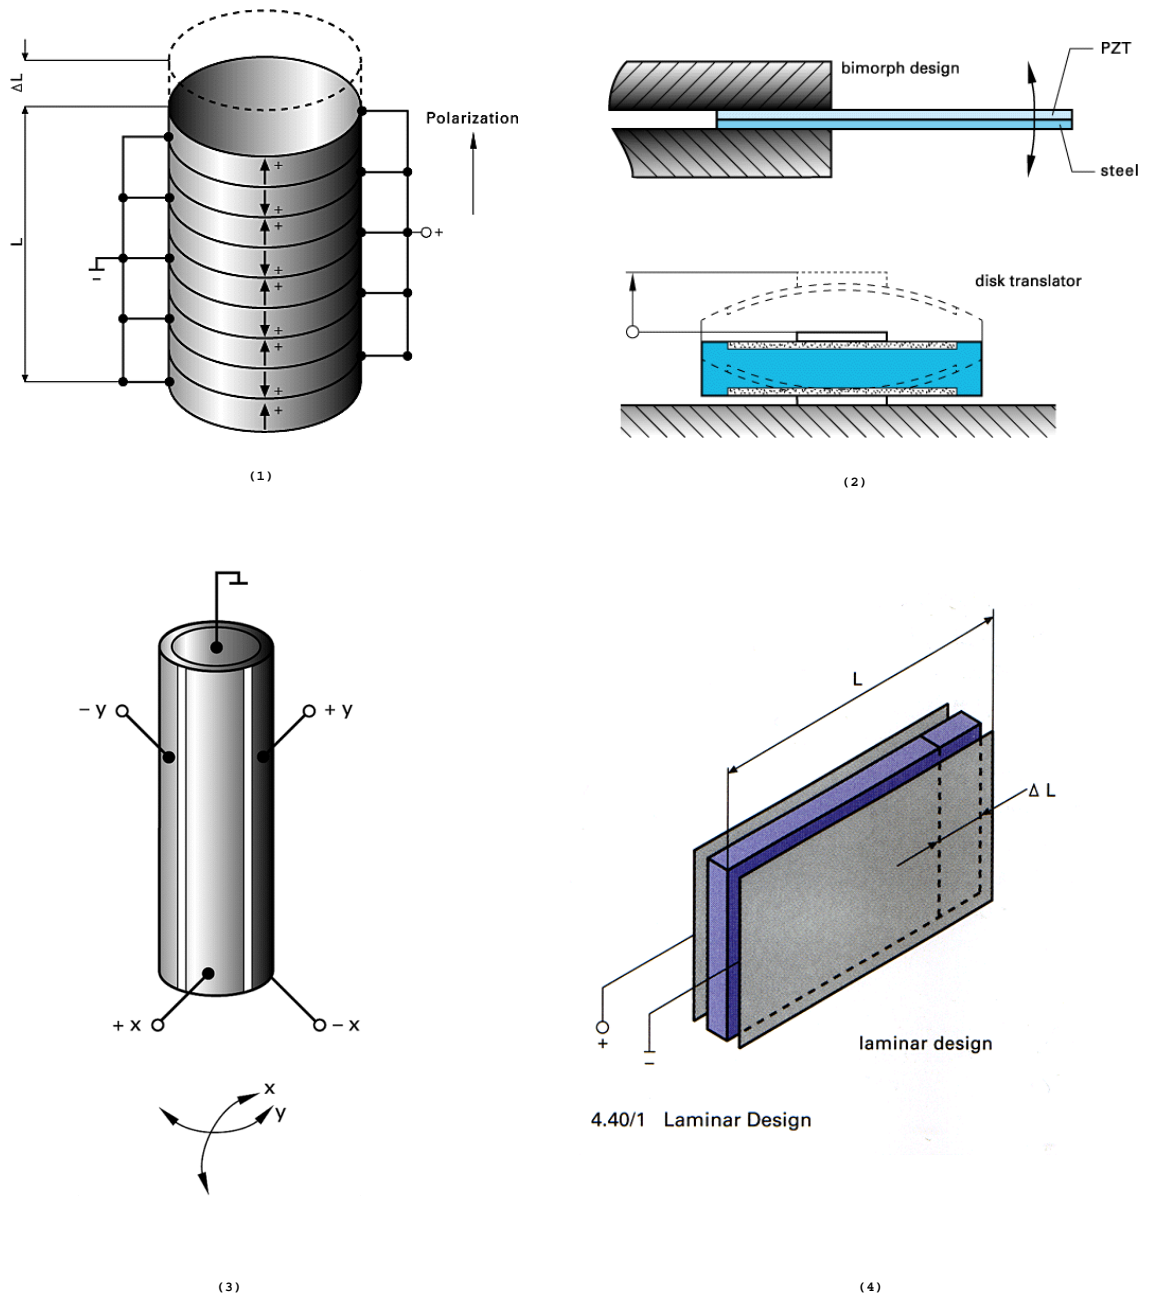 ΔL
L
Polarization
+
+
+
+
+
+
+
+
+
+
-
(1)
bimorph design
PZT
steel
disk translator
(2)
- y
+ y
+ x
- x
x
y
(3)
L
Δ L
+
-
laminar design
4.40/1 Laminar Design
(4)